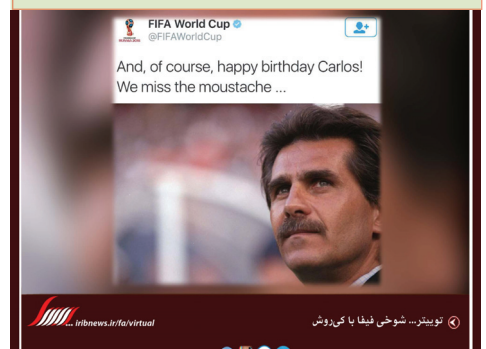 FIFA World Cup
@FIFAWorldCup
And, of course, happy birthday Carlos!
We miss the moustache ...
... iribnews.ir/fa/virtual
توییتر... شوخی فیفا با کی‌روش